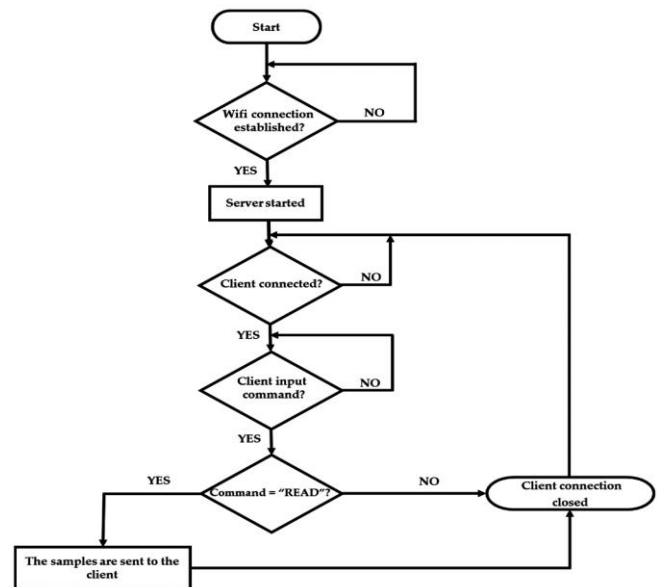 Start
Wifi connection
established?
NO
YES
Server started
Client connected?
NO
YES
Client input
command?
NO
YES
Command = “READ”?
YES
NO
Client connection
closed
The samples are sent to the
client